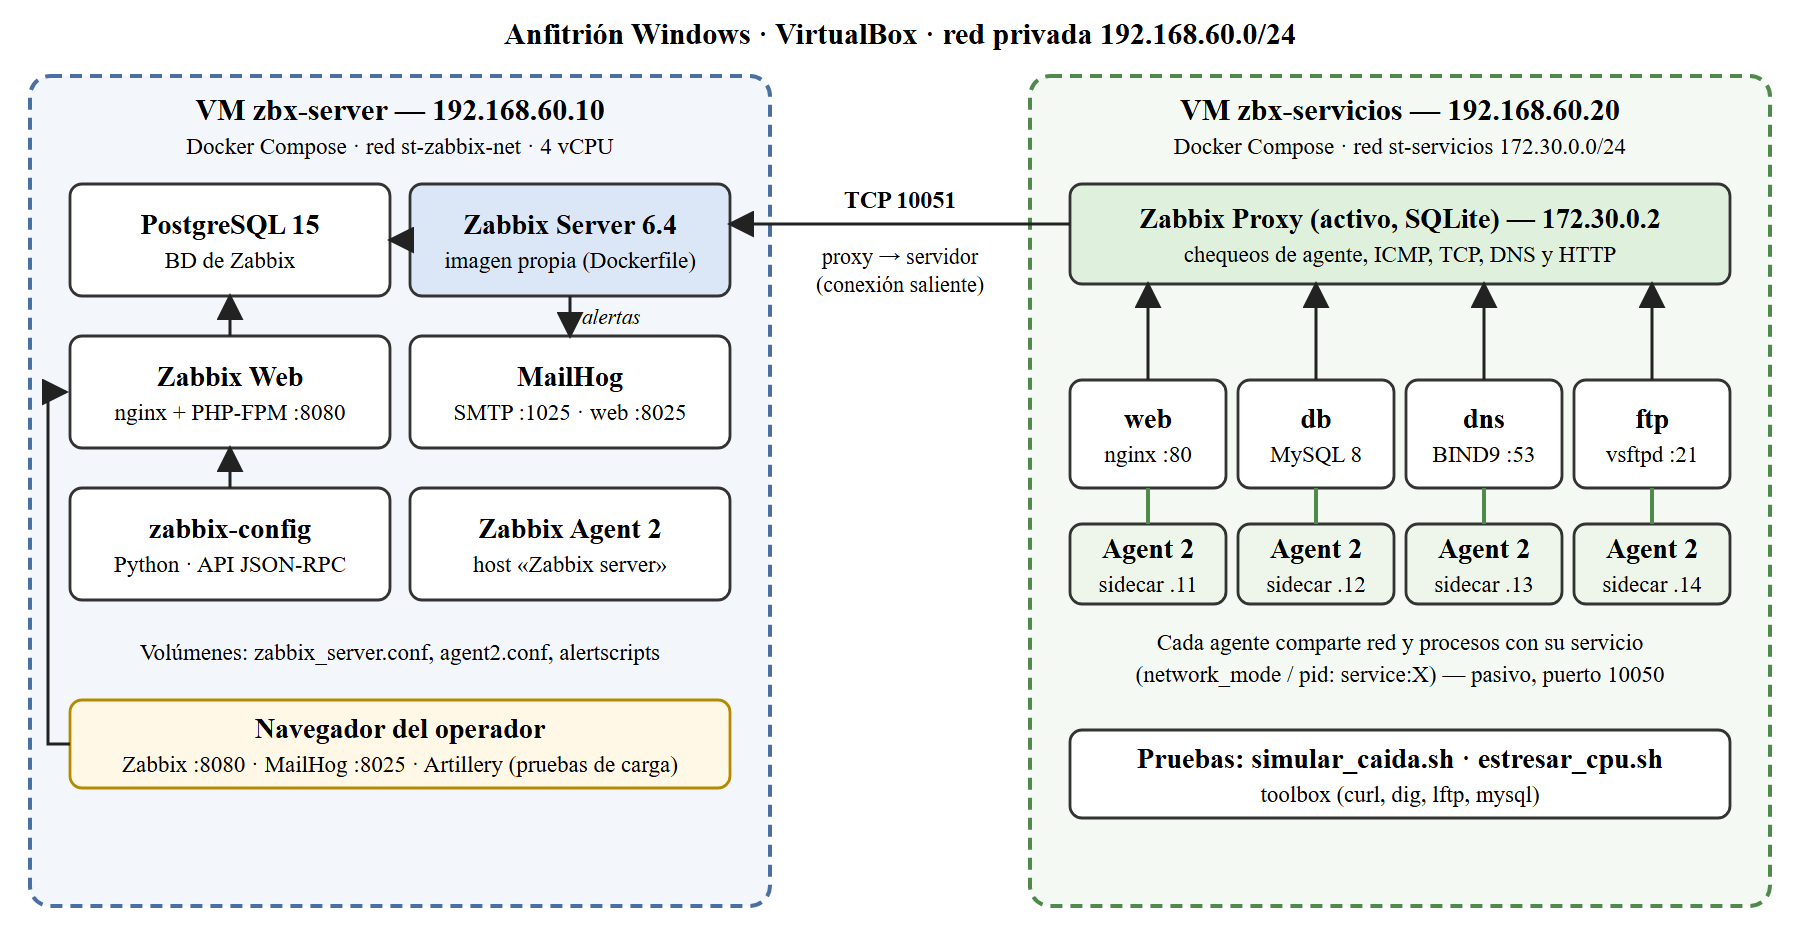 Anfitrión Windows · VirtualBox · red privada 192.168.60.0/24
VM zbx-server — 192.168.60.10
Docker Compose · red st-zabbix-net · 4 vCPU
PostgreSQL 15
BD de Zabbix
Zabbix Server 6.4
imagen propia (Dockerfile)
alertas
Zabbix Web
nginx + PHP-FPM :8080
MailHog
SMTP :1025 · web :8025
zabbix-config
Python · API JSON-RPC
Zabbix Agent 2
host «Zabbix server»
Volúmenes: zabbix_server.conf, agent2.conf, alertscripts
Navegador del operador
Zabbix :8080 · MailHog :8025 · Artillery (pruebas de carga)
TCP 10051
proxy → servidor
(conexión saliente)
VM zbx-servicios — 192.168.60.20
Docker Compose · red st-servicios 172.30.0.0/24
Zabbix Proxy (activo, SQLite) — 172.30.0.2
chequeos de agente, ICMP, TCP, DNS y HTTP
web
nginx :80
db
MySQL 8
dns
BIND9 :53
ftp
vsftpd :21
Agent 2
sidecar .11
Agent 2
sidecar .12
Agent 2
sidecar .13
Agent 2
sidecar .14
Cada agente comparte red y procesos con su servicio
(network_mode / pid: service:X) — pasivo, puerto 10050
Pruebas: simular_caida.sh · estresar_cpu.sh
toolbox (curl, dig, lftp, mysql)